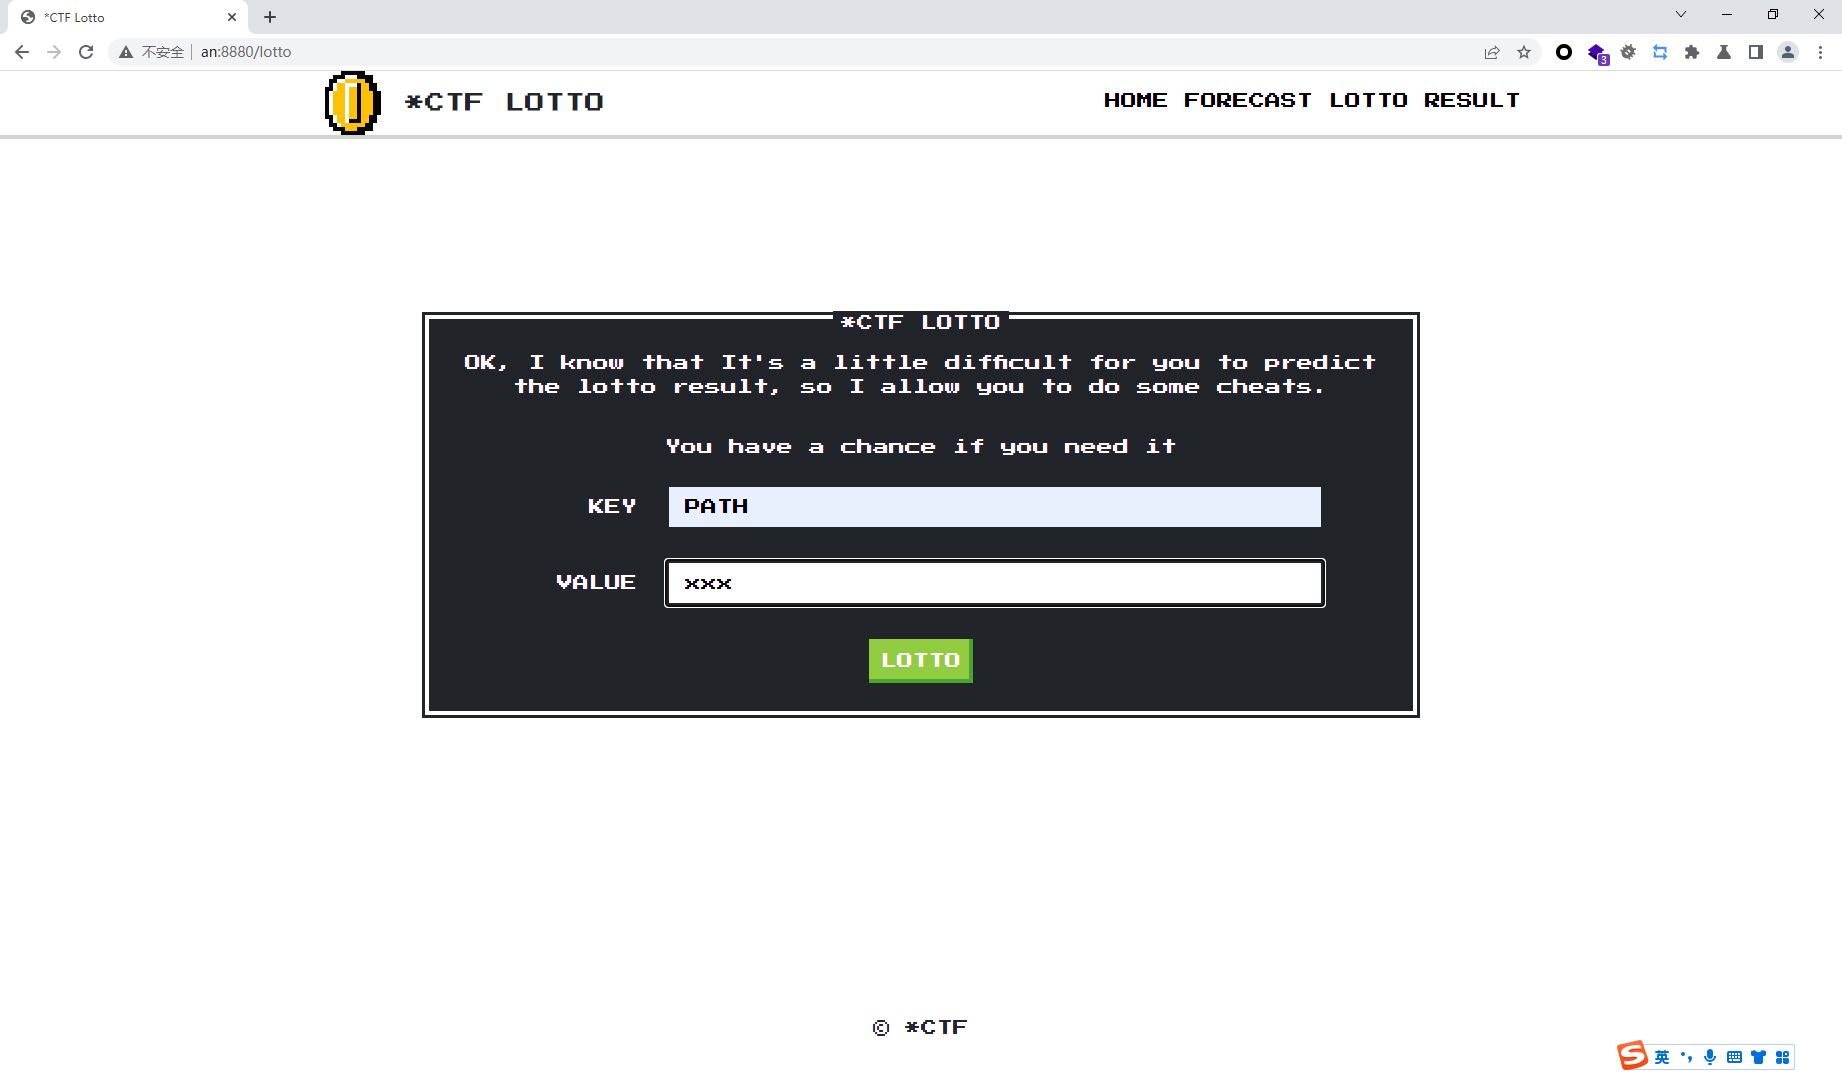 *CTF Lotto
不安全 an:8880/lotto
3
*CTF LOTTO
HOME FORECAST LOTTO RESULT
*CTF LOTTO
OK, I know that It's a little difficult for you to predict
the lotto result, so I allow you to do some cheats.
You have a chance if you need it
KEY PATH
VALUE xxx
LOTTO
© *CTF
S 英